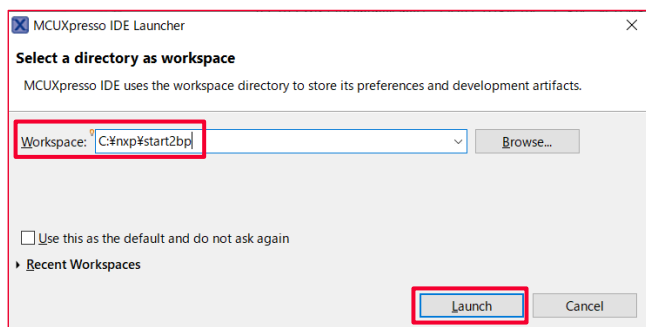 MCUXpresso IDE Launcher
Select a directory as workspace
MCUXpresso IDE uses the workspace directory to store its preferences and development artifacts.
Workspace: C:¥nxp¥start2bp Browse...
Use this as the default and do not ask again
Recent Workspaces
Launch Cancel